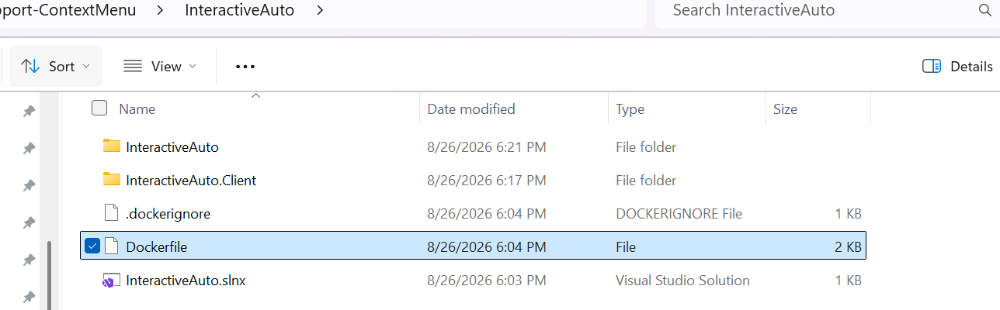 port-ContextMenu > InteractiveAuto >
Search InteractiveAuto
Sort
View
Details
Name Date modified Type Size
InteractiveAuto 8/26/2026 6:21 PM File folder
InteractiveAuto.Client 8/26/2026 6:17 PM File folder
.dockerignore 8/26/2026 6:04 PM DOCKERIGNORE File 1 KB
Dockerfile 8/26/2026 6:04 PM File 2 KB
InteractiveAuto.slnx 8/26/2026 6:03 PM Visual Studio Solution 1 KB